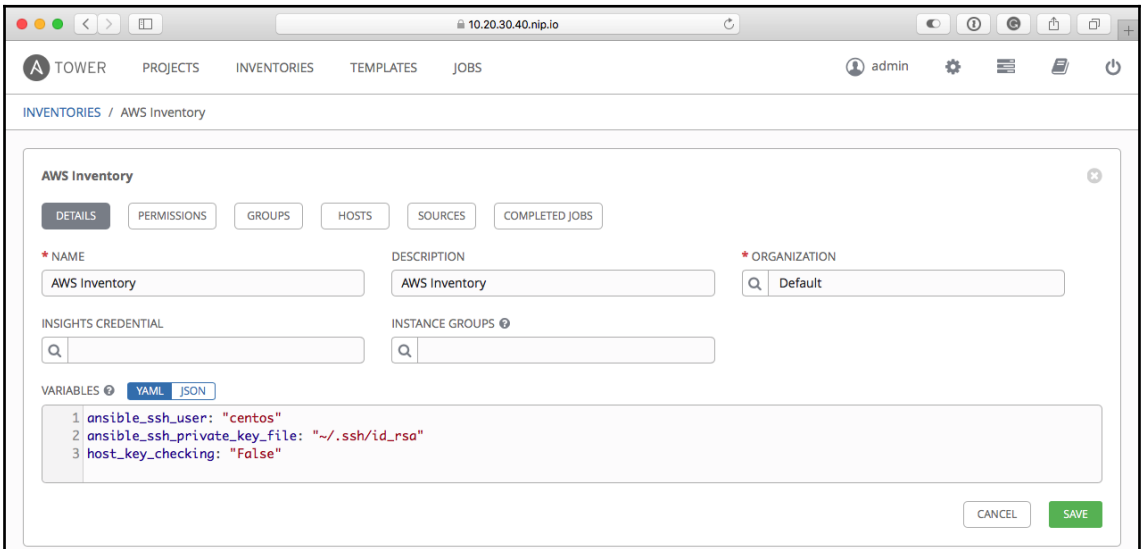 10.20.30.40.nip.io
TOWER PROJECTS INVENTORIES TEMPLATES JOBS admin
INVENTORIES / AWS Inventory
AWS Inventory
DETAILS PERMISSIONS GROUPS HOSTS SOURCES COMPLETED JOBS
* NAME DESCRIPTION * ORGANIZATION
AWS Inventory AWS Inventory Default
INSIGHTS CREDENTIAL INSTANCE GROUPS ?
VARIABLES ? YAML JSON
1 ansible_ssh_user: "centos"
2 ansible_ssh_private_key_file: "~/.ssh/id_rsa"
3 host_key_checking: "False"
CANCEL SAVE